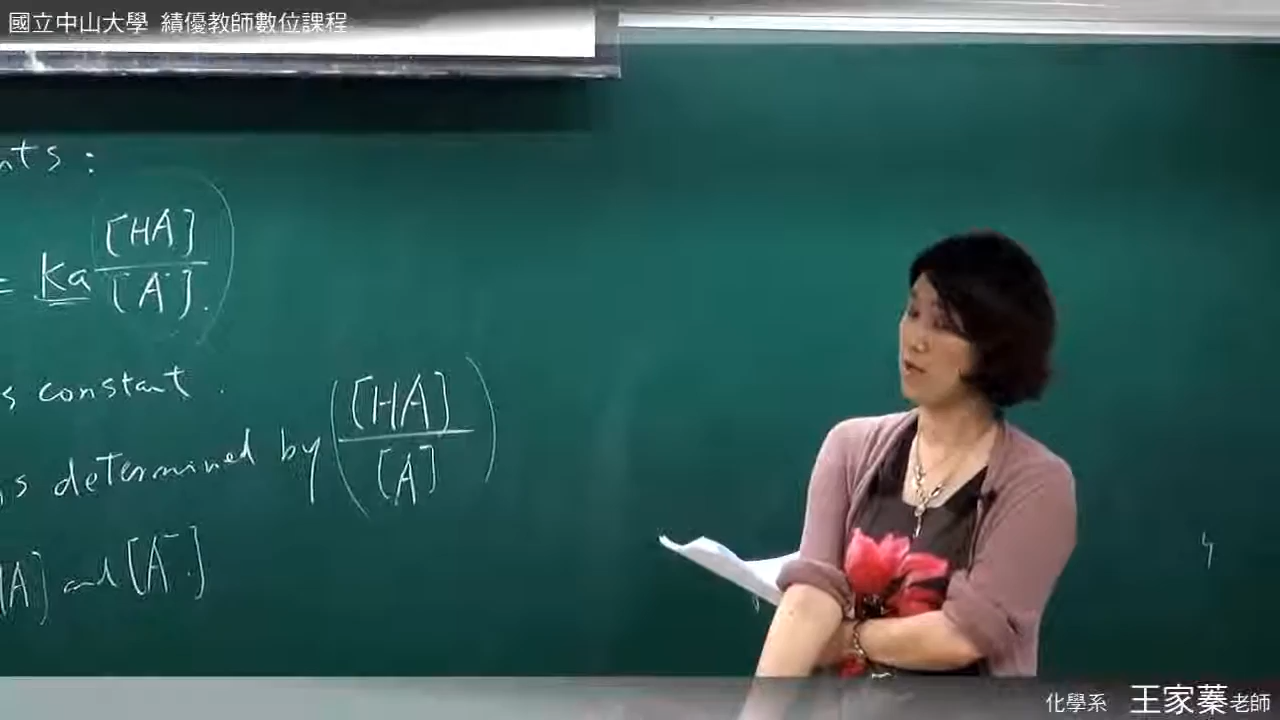 國立中山大學 績優教師數位課程
nts :
= Ka [HA] / [A⁻] .
s constant .
is determined by ( [HA] / [A⁻] )
HA] and [A⁻]
化學系 王家蓁老師